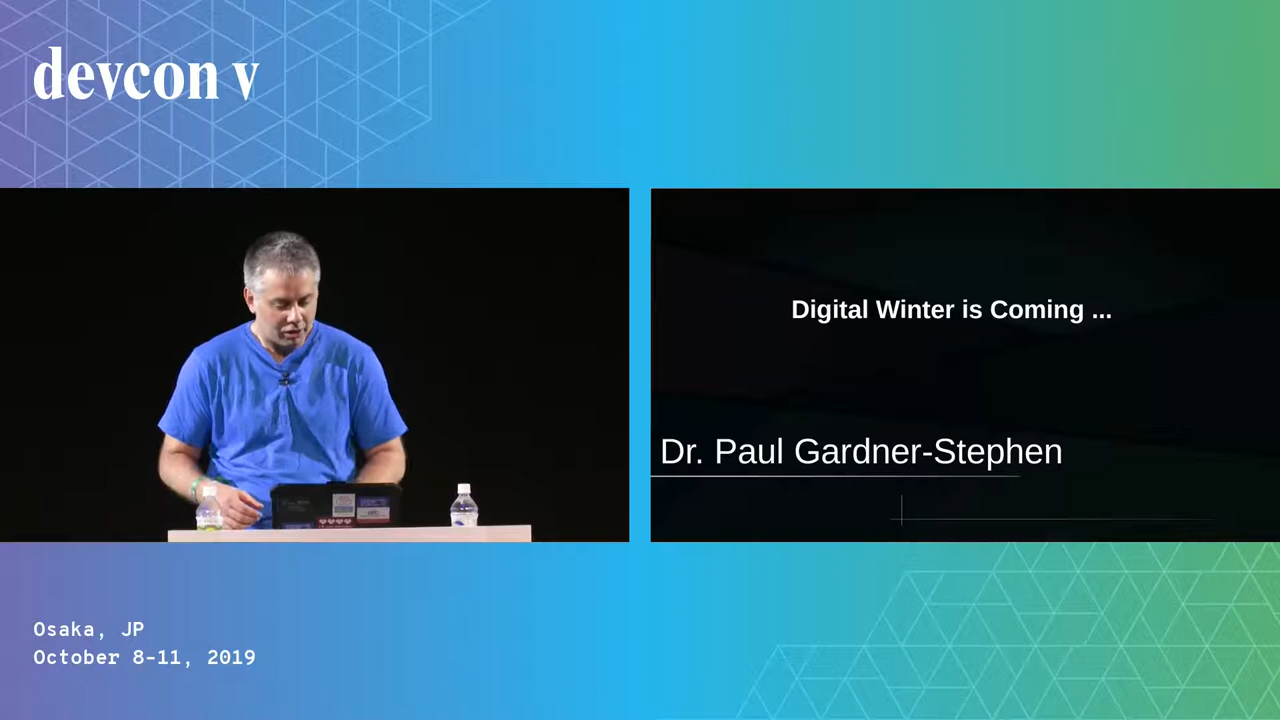 devcon v
Digital Winter is Coming ...
Dr. Paul Gardner-Stephen
Osaka, JP
October 8-11, 2019